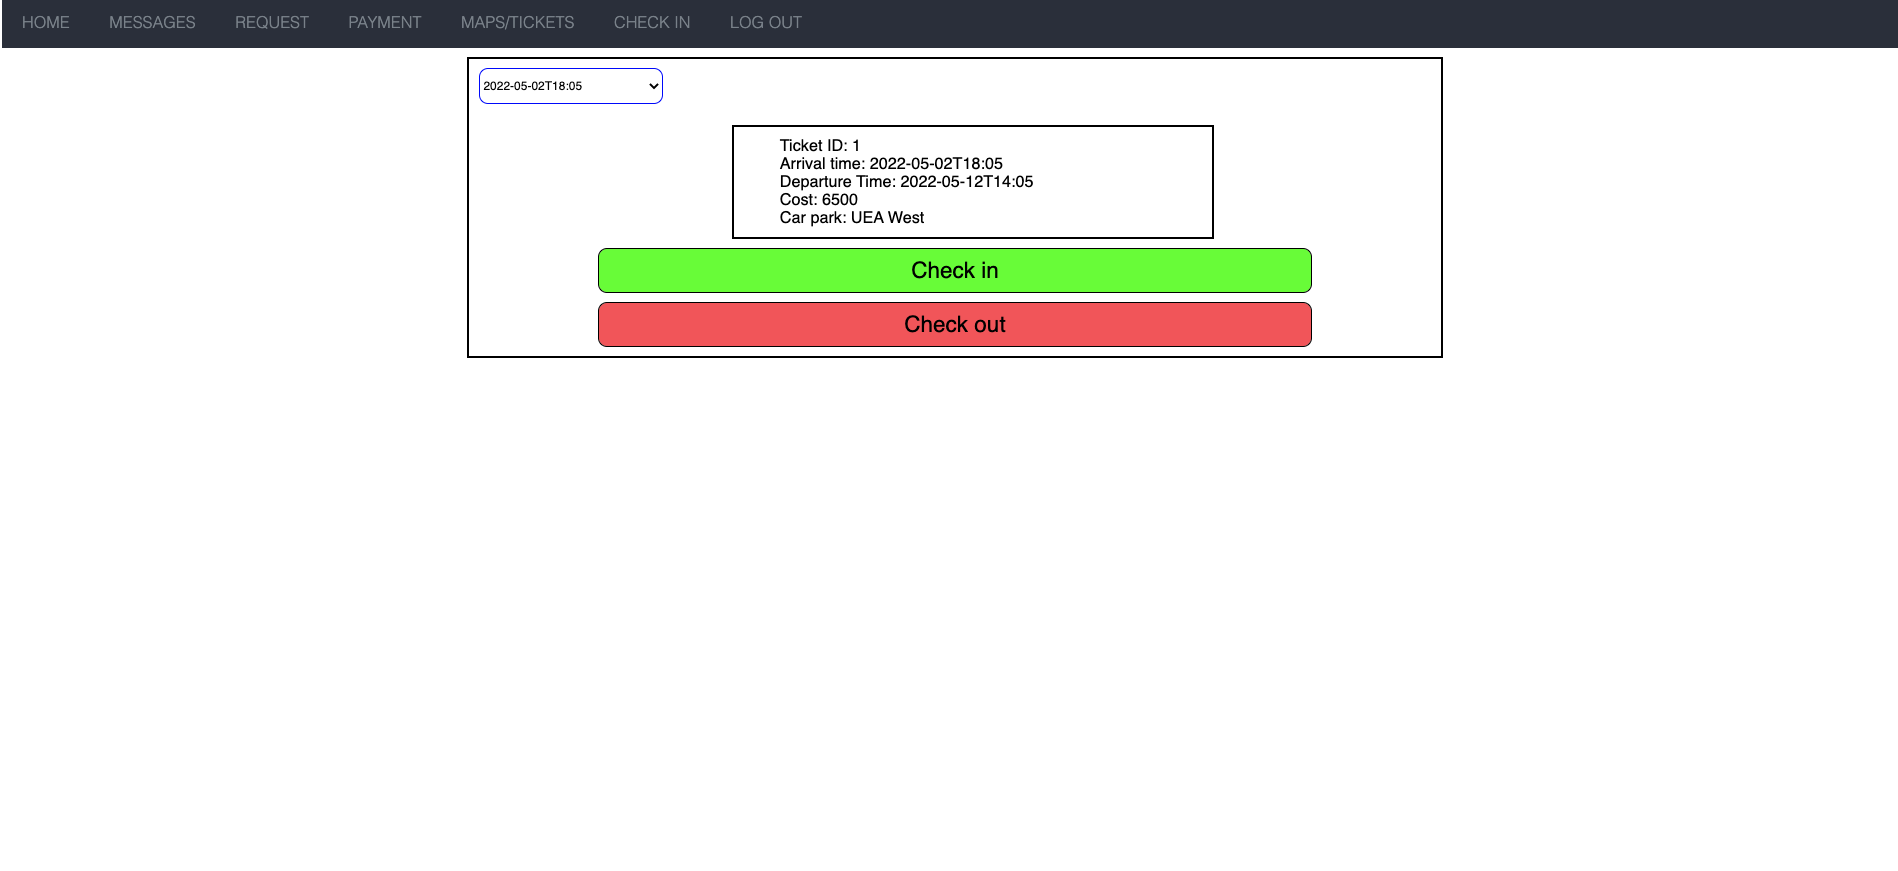 HOME MESSAGES REQUEST PAYMENT MAPS/TICKETS CHECK IN LOG OUT
2022-05-02T18:05
Ticket ID: 1
Arrival time: 2022-05-02T18:05
Departure Time: 2022-05-12T14:05
Cost: 6500
Car park: UEA West
Check in
Check out